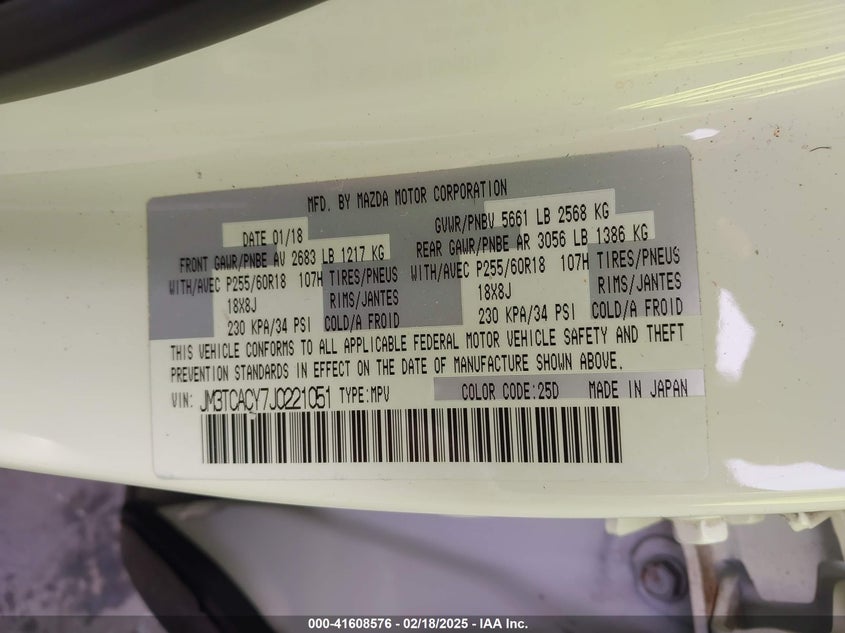 MFD. BY MAZDA MOTOR CORPORATION
DATE 01/18 GVWR/PNBV 5661 LB 2568 KG
FRONT GAWR/PNBE AV 2683 LB 1217 KG REAR GAWR/PNBE AR 3056 LB 1386 KG
WITH/AVEC P255/60R18 107H TIRES/PNEUS WITH/AVEC P255/60R18 107H TIRES/PNEUS
18X8J RIMS/JANTES 18X8J RIMS/JANTES
230 KPA/34 PSI COLD/A FROID 230 KPA/34 PSI COLD/A FROID
THIS VEHICLE CONFORMS TO ALL APPLICABLE FEDERAL MOTOR VEHICLE SAFETY AND THEFT
PREVENTION STANDARDS IN EFFECT ON THE DATE OF MANUFACTURE SHOWN ABOVE.
VIN: JM3TCACY7J0221051 TYPE:MPV COLOR CODE:25D MADE IN JAPAN
000-41608576 - 02/18/2025 - IAA Inc.